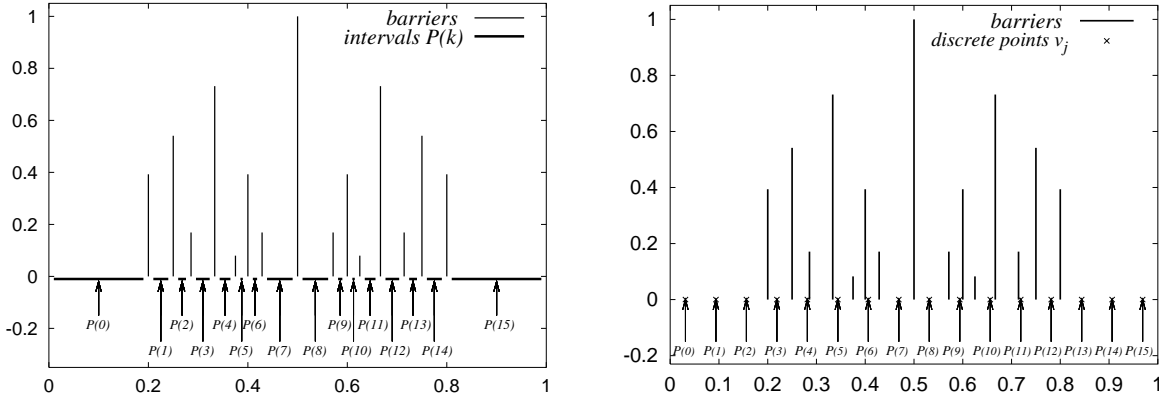 barriers
intervals P(k)
1
0.8
0.6
0.4
0.2
0
-0.2
P(0) P(2) P(4) P(6) P(9) P(11) P(13) P(15)
P(1) P(3) P(5) P(7) P(8) P(10) P(12) P(14)
0 0.2 0.4 0.6 0.8 1
barriers
discrete points v_j
1
0.8
0.6
0.4
0.2
0
-0.2
P(0) P(1) P(2) P(3) P(4) P(5) P(6) P(7) P(8) P(9) P(10) P(11) P(12) P(13) P(14) P(15)
0 0.1 0.2 0.3 0.4 0.5 0.6 0.7 0.8 0.9 1